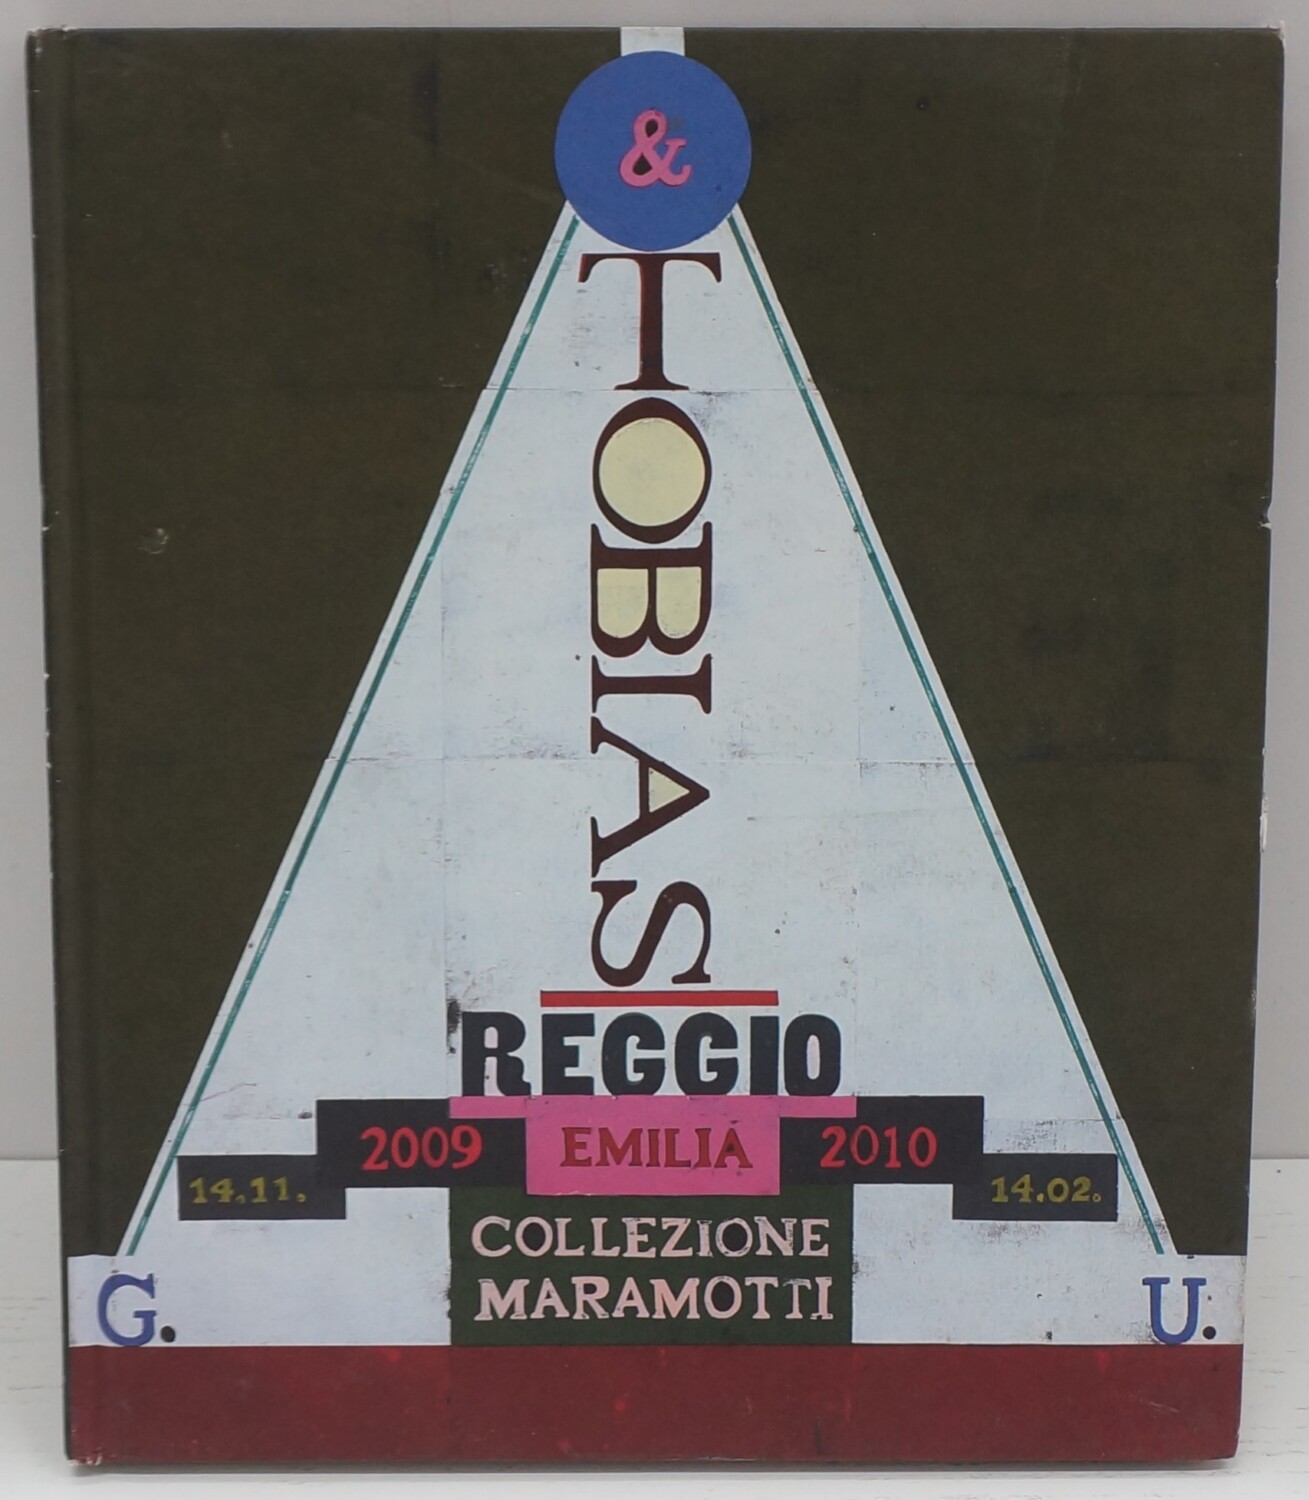 &
TOBIAS
REGGIO
2009 EMILIA 2010
14.11. 14.02.
COLLEZIONE
MARAMOTTI
G. U.